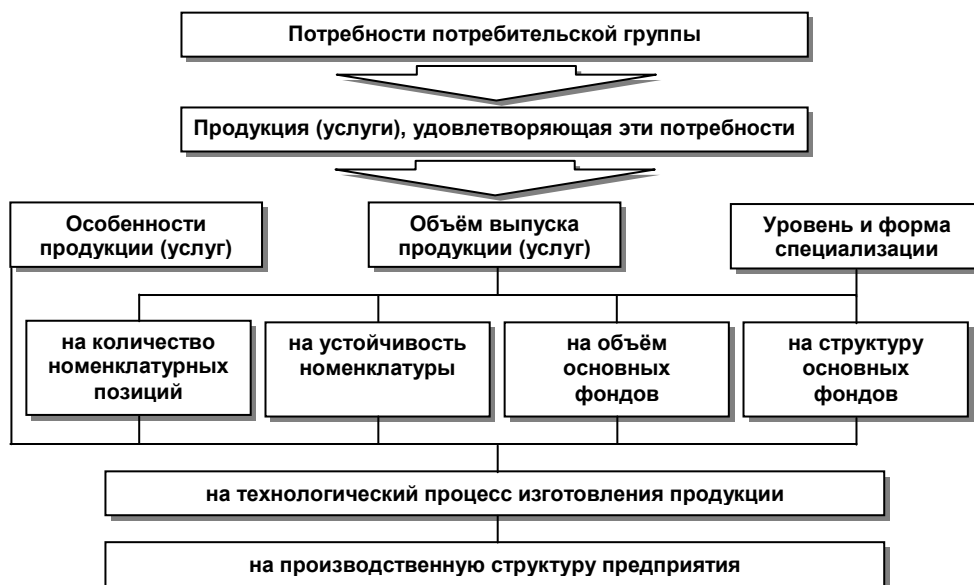 Потребности потребительской группы
Продукция (услуги), удовлетворяющая эти потребности
Особенности
продукции (услуг)
Объём выпуска
продукции (услуг)
Уровень и форма
специализации
на количество
номенклатурных
позиций
на устойчивость
номенклатуры
на объём
основных
фондов
на структуру
основных
фондов
на технологический процесс изготовления продукции
на производственную структуру предприятия